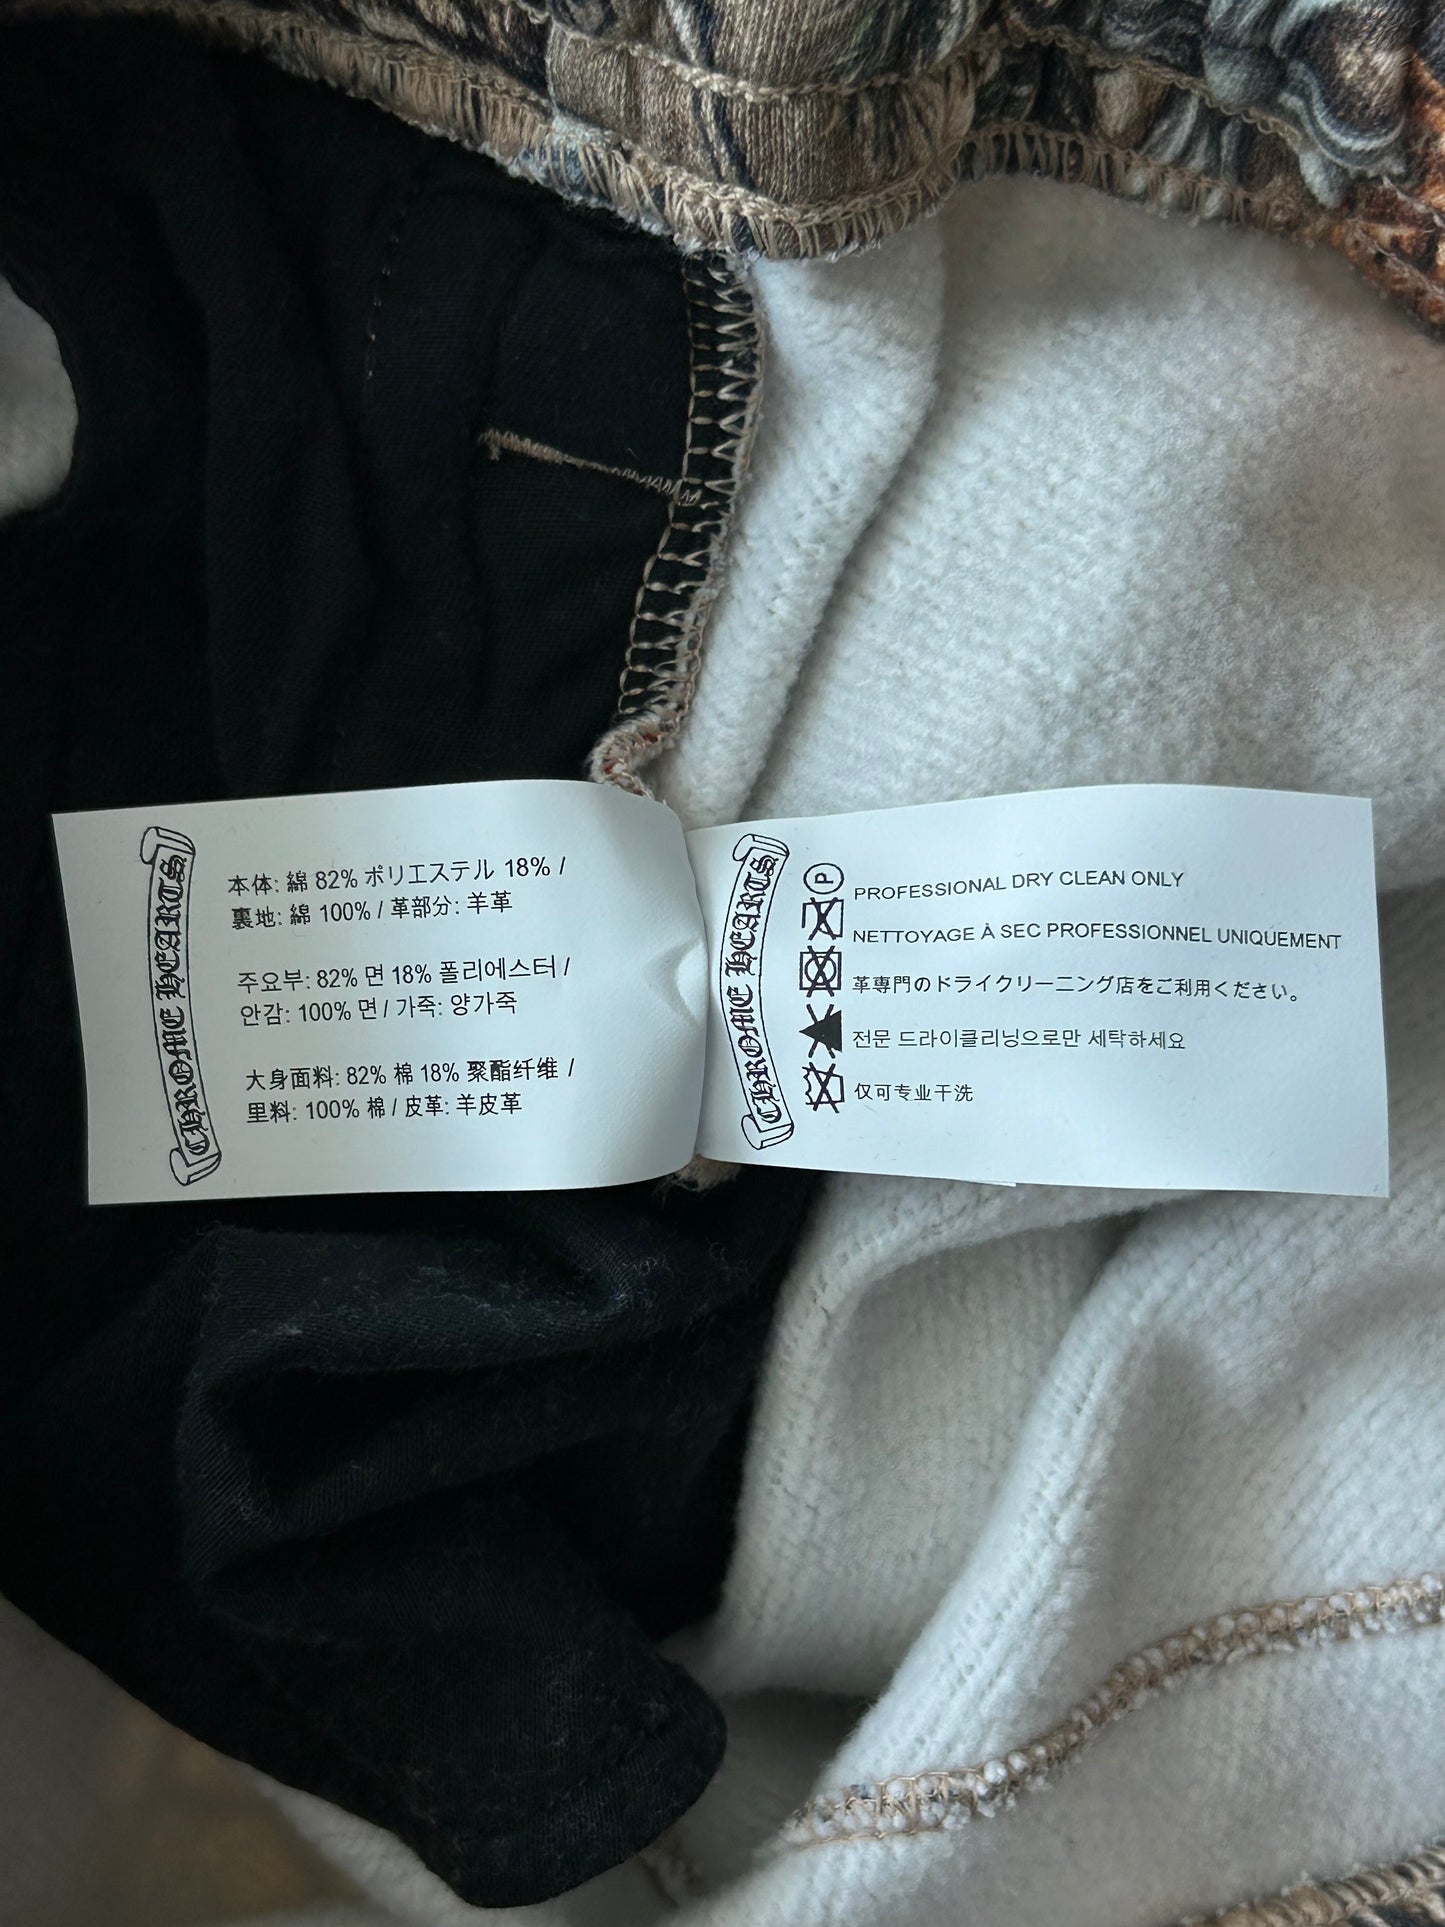 CHROME HEARTS
本体: 綿 82% ポリエステル 18% /
裏地: 綿 100% / 革部分: 羊革
주요부: 82% 면 18% 폴리에스터 /
안감: 100% 면 / 가죽: 양가죽
大身面料: 82% 棉 18% 聚酯纤维 /
里料: 100% 棉 / 皮革: 羊皮革
CHROME HEARTS
P
PROFESSIONAL DRY CLEAN ONLY
NETTOYAGE À SEC PROFESSIONNEL UNIQUEMENT
革専門のドライクリーニング店をご利用ください。
전문 드라이클리닝으로만 세탁하세요
仅可专业干洗